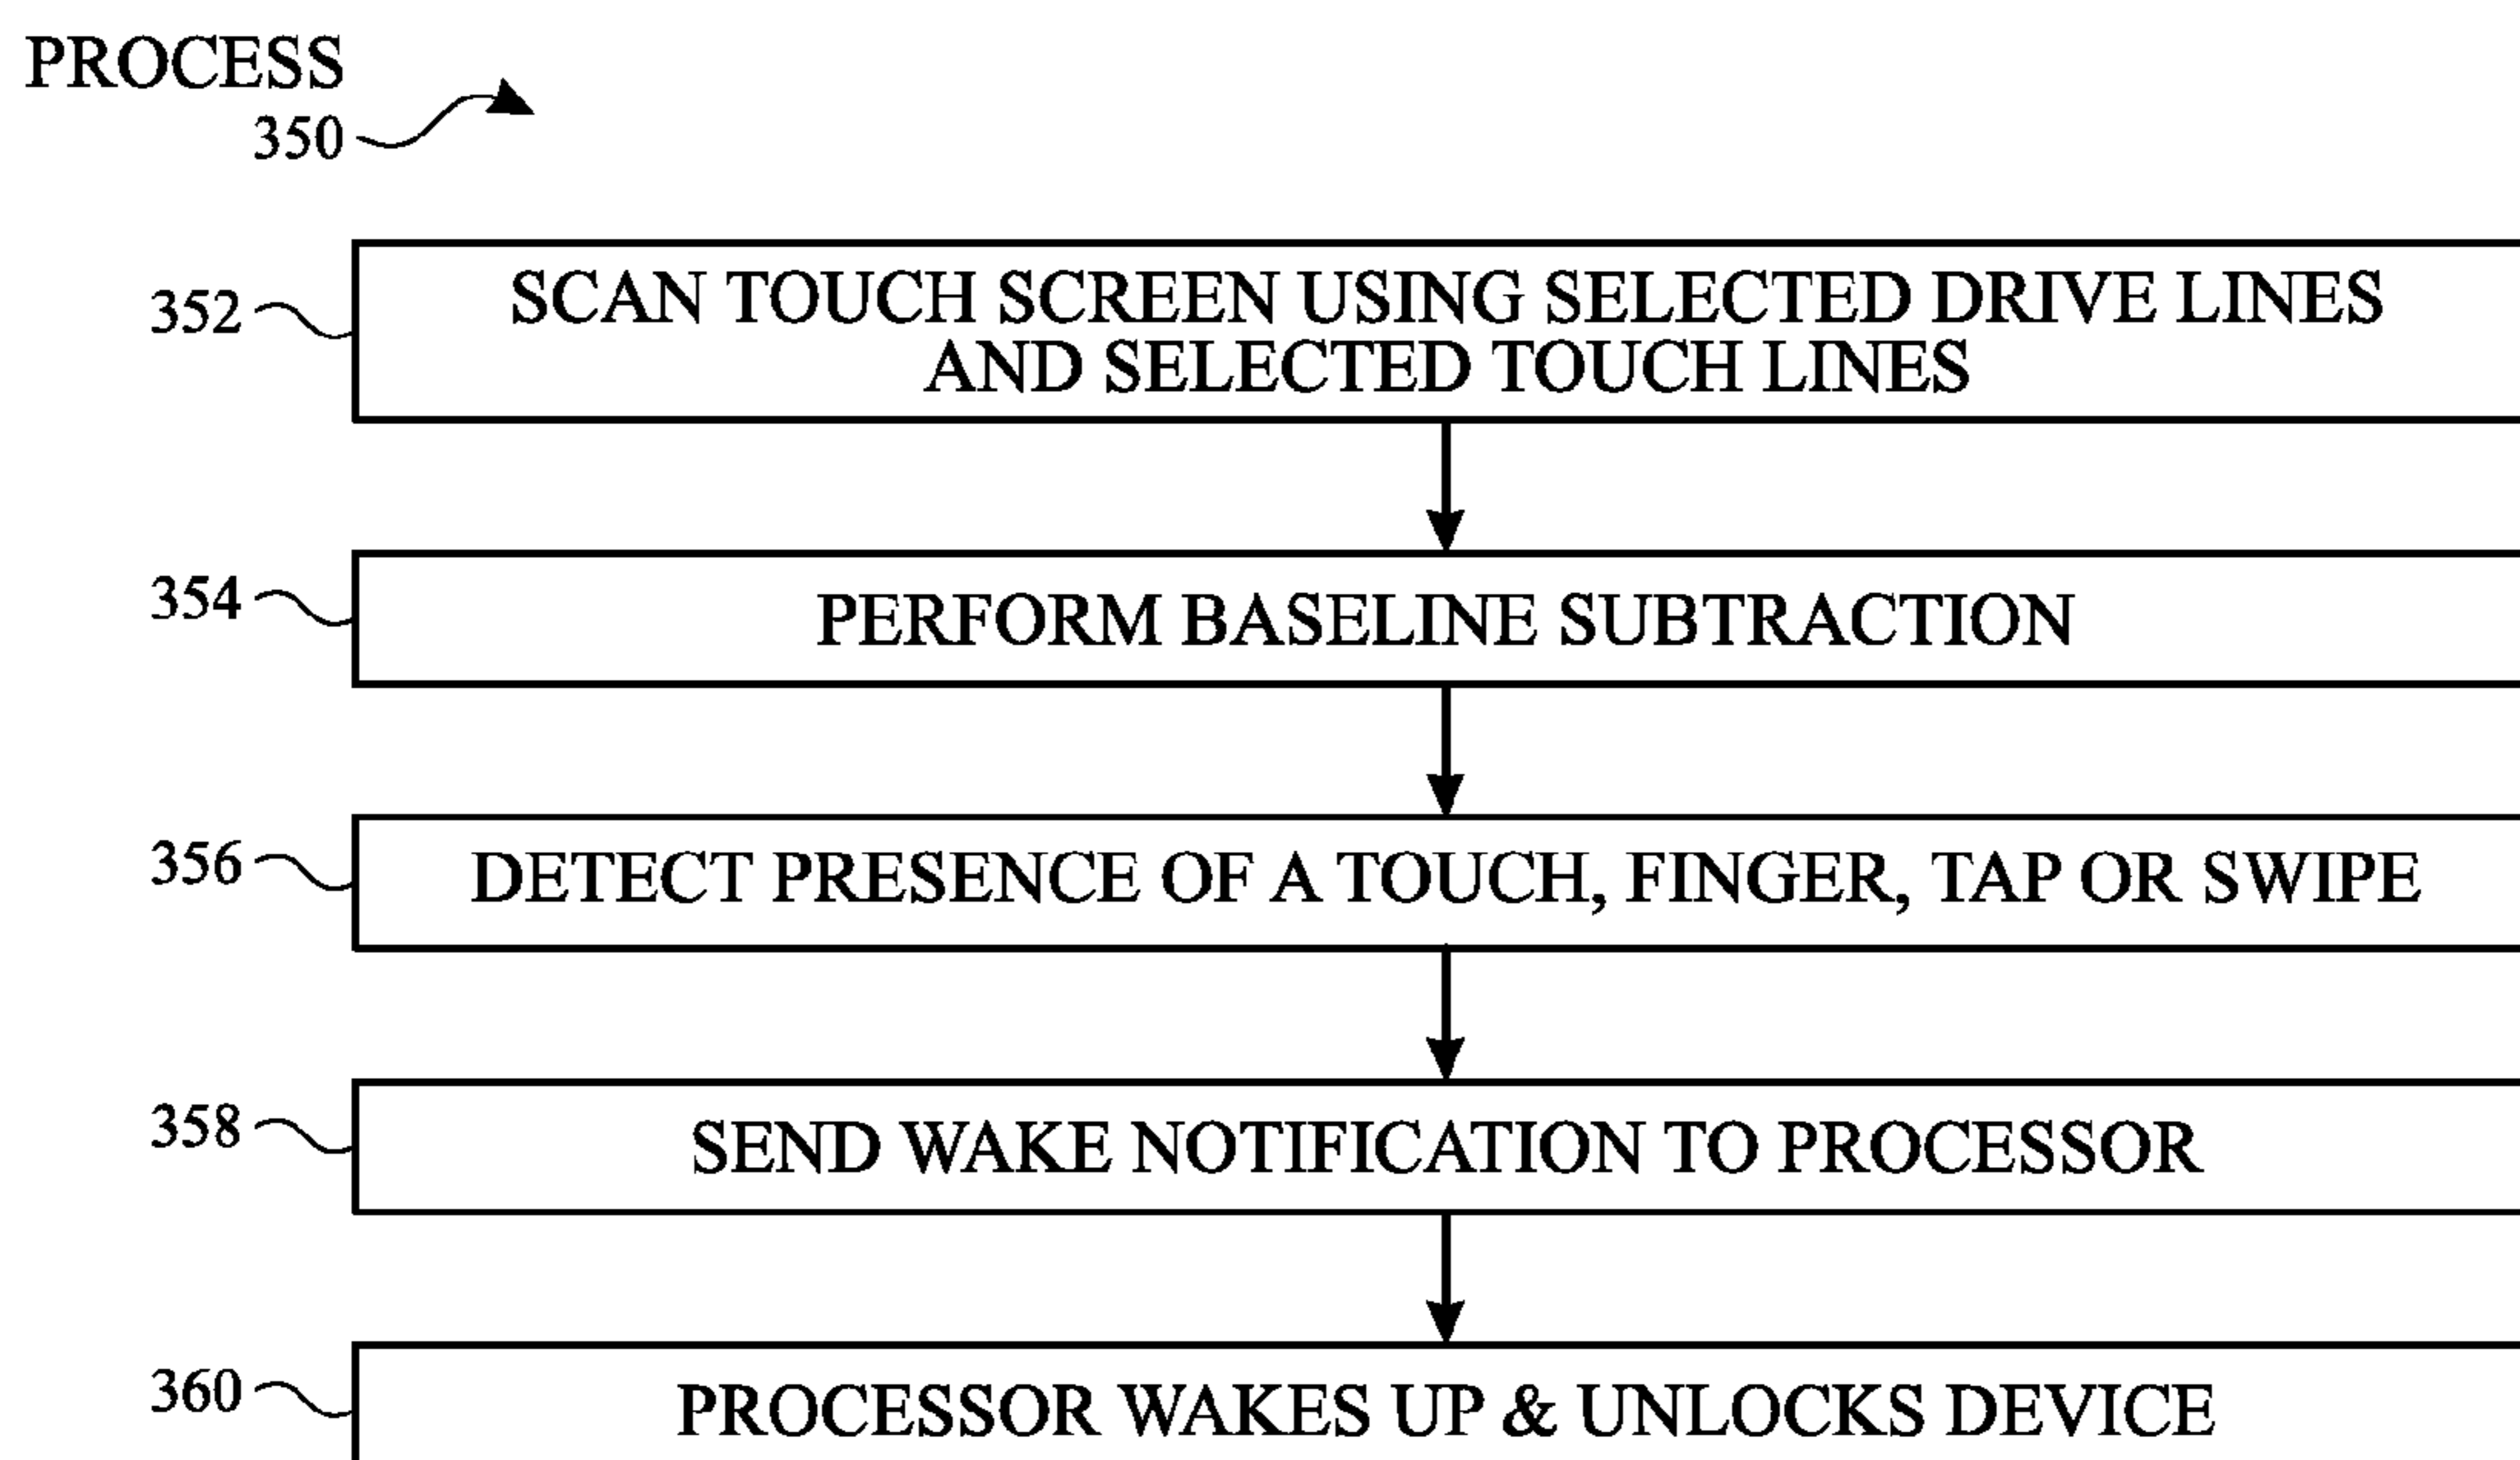 PROCESS
350
352
SCAN TOUCH SCREEN USING SELECTED DRIVE LINES
AND SELECTED TOUCH LINES
354
PERFORM BASELINE SUBTRACTION
356
DETECT PRESENCE OF A TOUCH, FINGER, TAP OR SWIPE
358
SEND WAKE NOTIFICATION TO PROCESSOR
360
PROCESSOR WAKES UP & UNLOCKS DEVICE